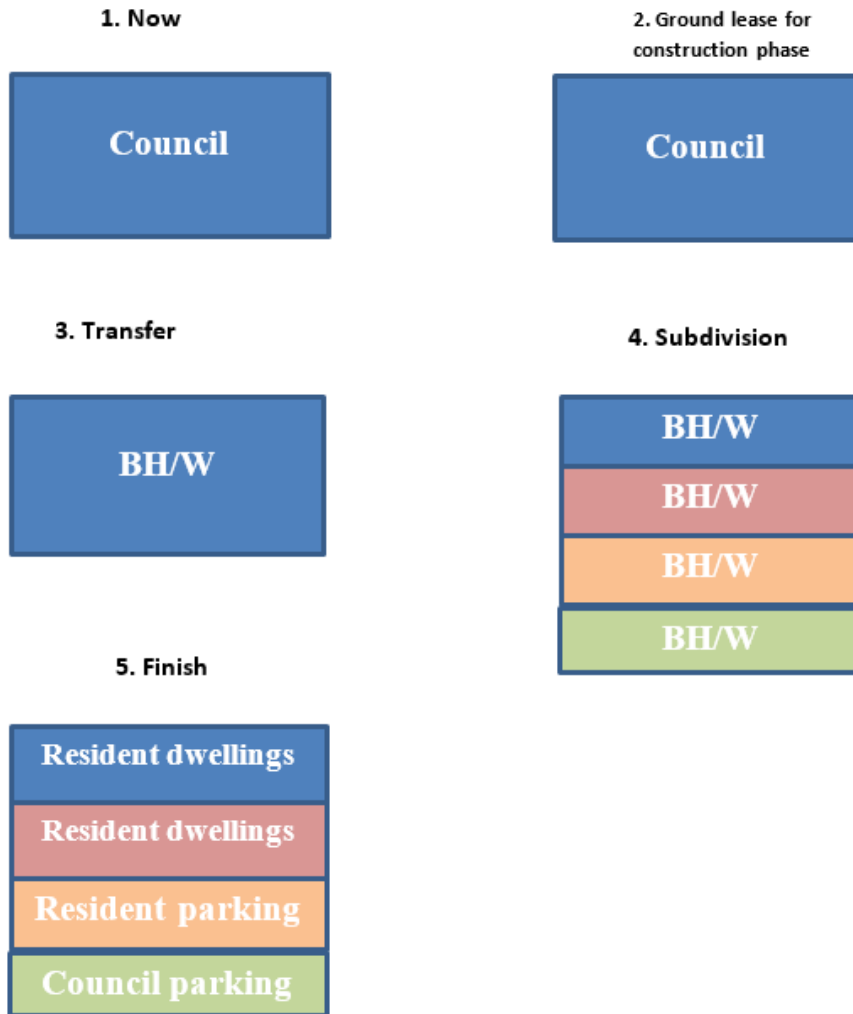 1. Now
2. Ground lease for
construction phase
Council
Council
3. Transfer
4. Subdivision
BH/W
BH/W
BH/W
BH/W
BH/W
5. Finish
Resident dwellings
Resident dwellings
Resident parking
Council parking